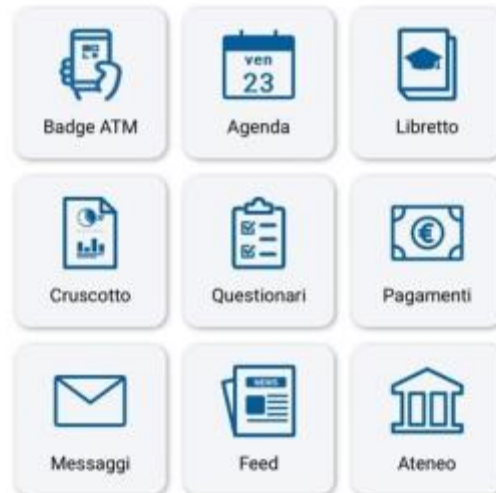 Badge ATM
ven
23
Agenda
Libretto
Cruscotto
Questionari
Pagamenti
€
Messaggi
NEWS
Feed
Ateneo